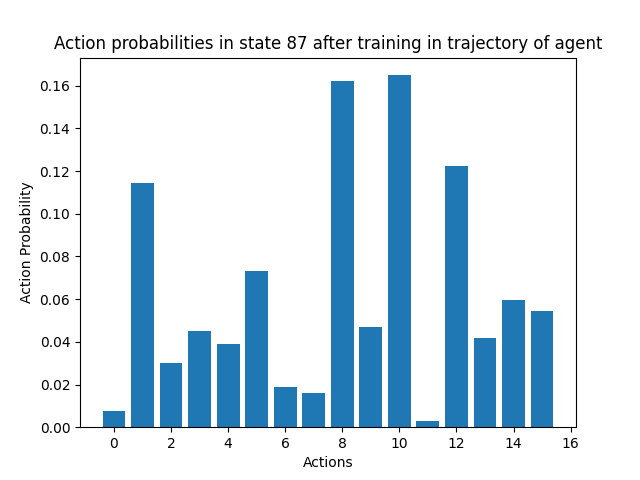 Action probabilities in state 87 after training in trajectory of agent
0.16
0.14
0.12
0.10
0.08
0.06
0.04
0.02
0.00
Action Probability
0 2 4 6 8 10 12 14 16
Actions